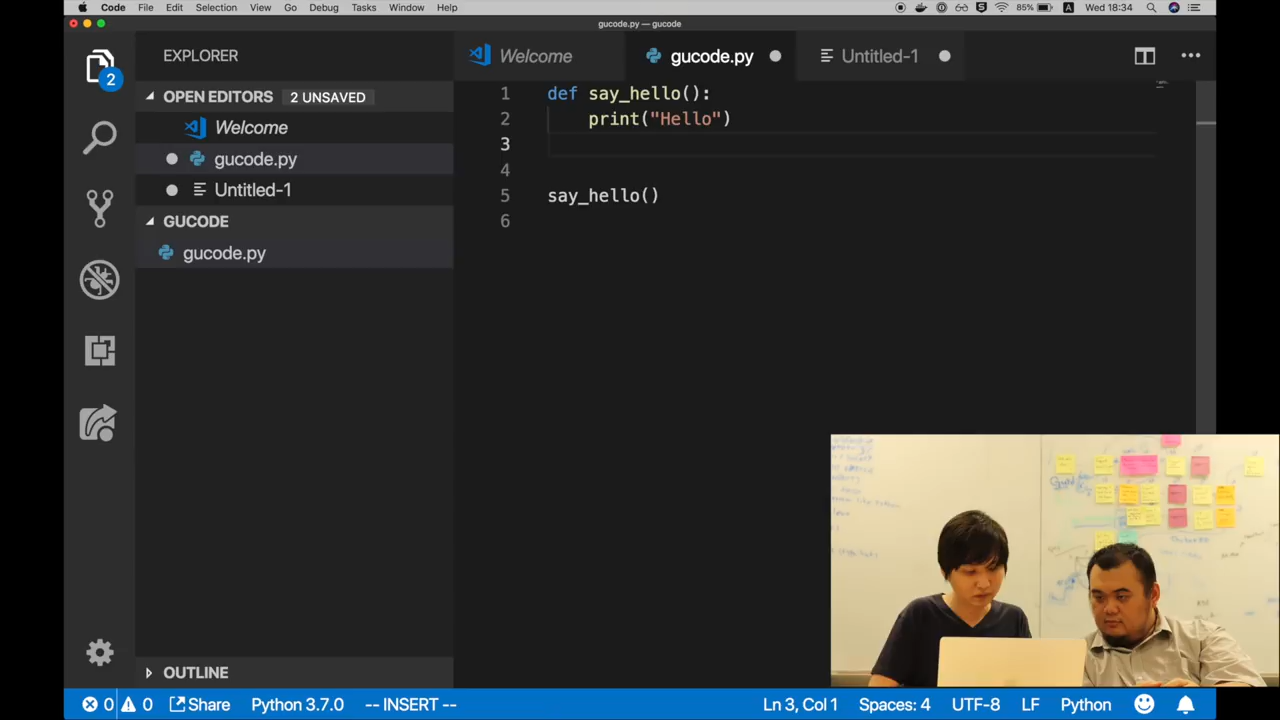 Code File Edit Selection View Go Debug Tasks Window Help 85% A Wed 18:34
gucode.py — gucode
EXPLORER
Welcome gucode.py Untitled-1
2
OPEN EDITORS 2 UNSAVED
Welcome
gucode.py
Untitled-1
GUCODE
gucode.py
1 def say_hello():
2 print("Hello")
3
4
5 say_hello()
6
OUTLINE
0 0 Share Python 3.7.0 -- INSERT -- Ln 3, Col 1 Spaces: 4 UTF-8 LF Python